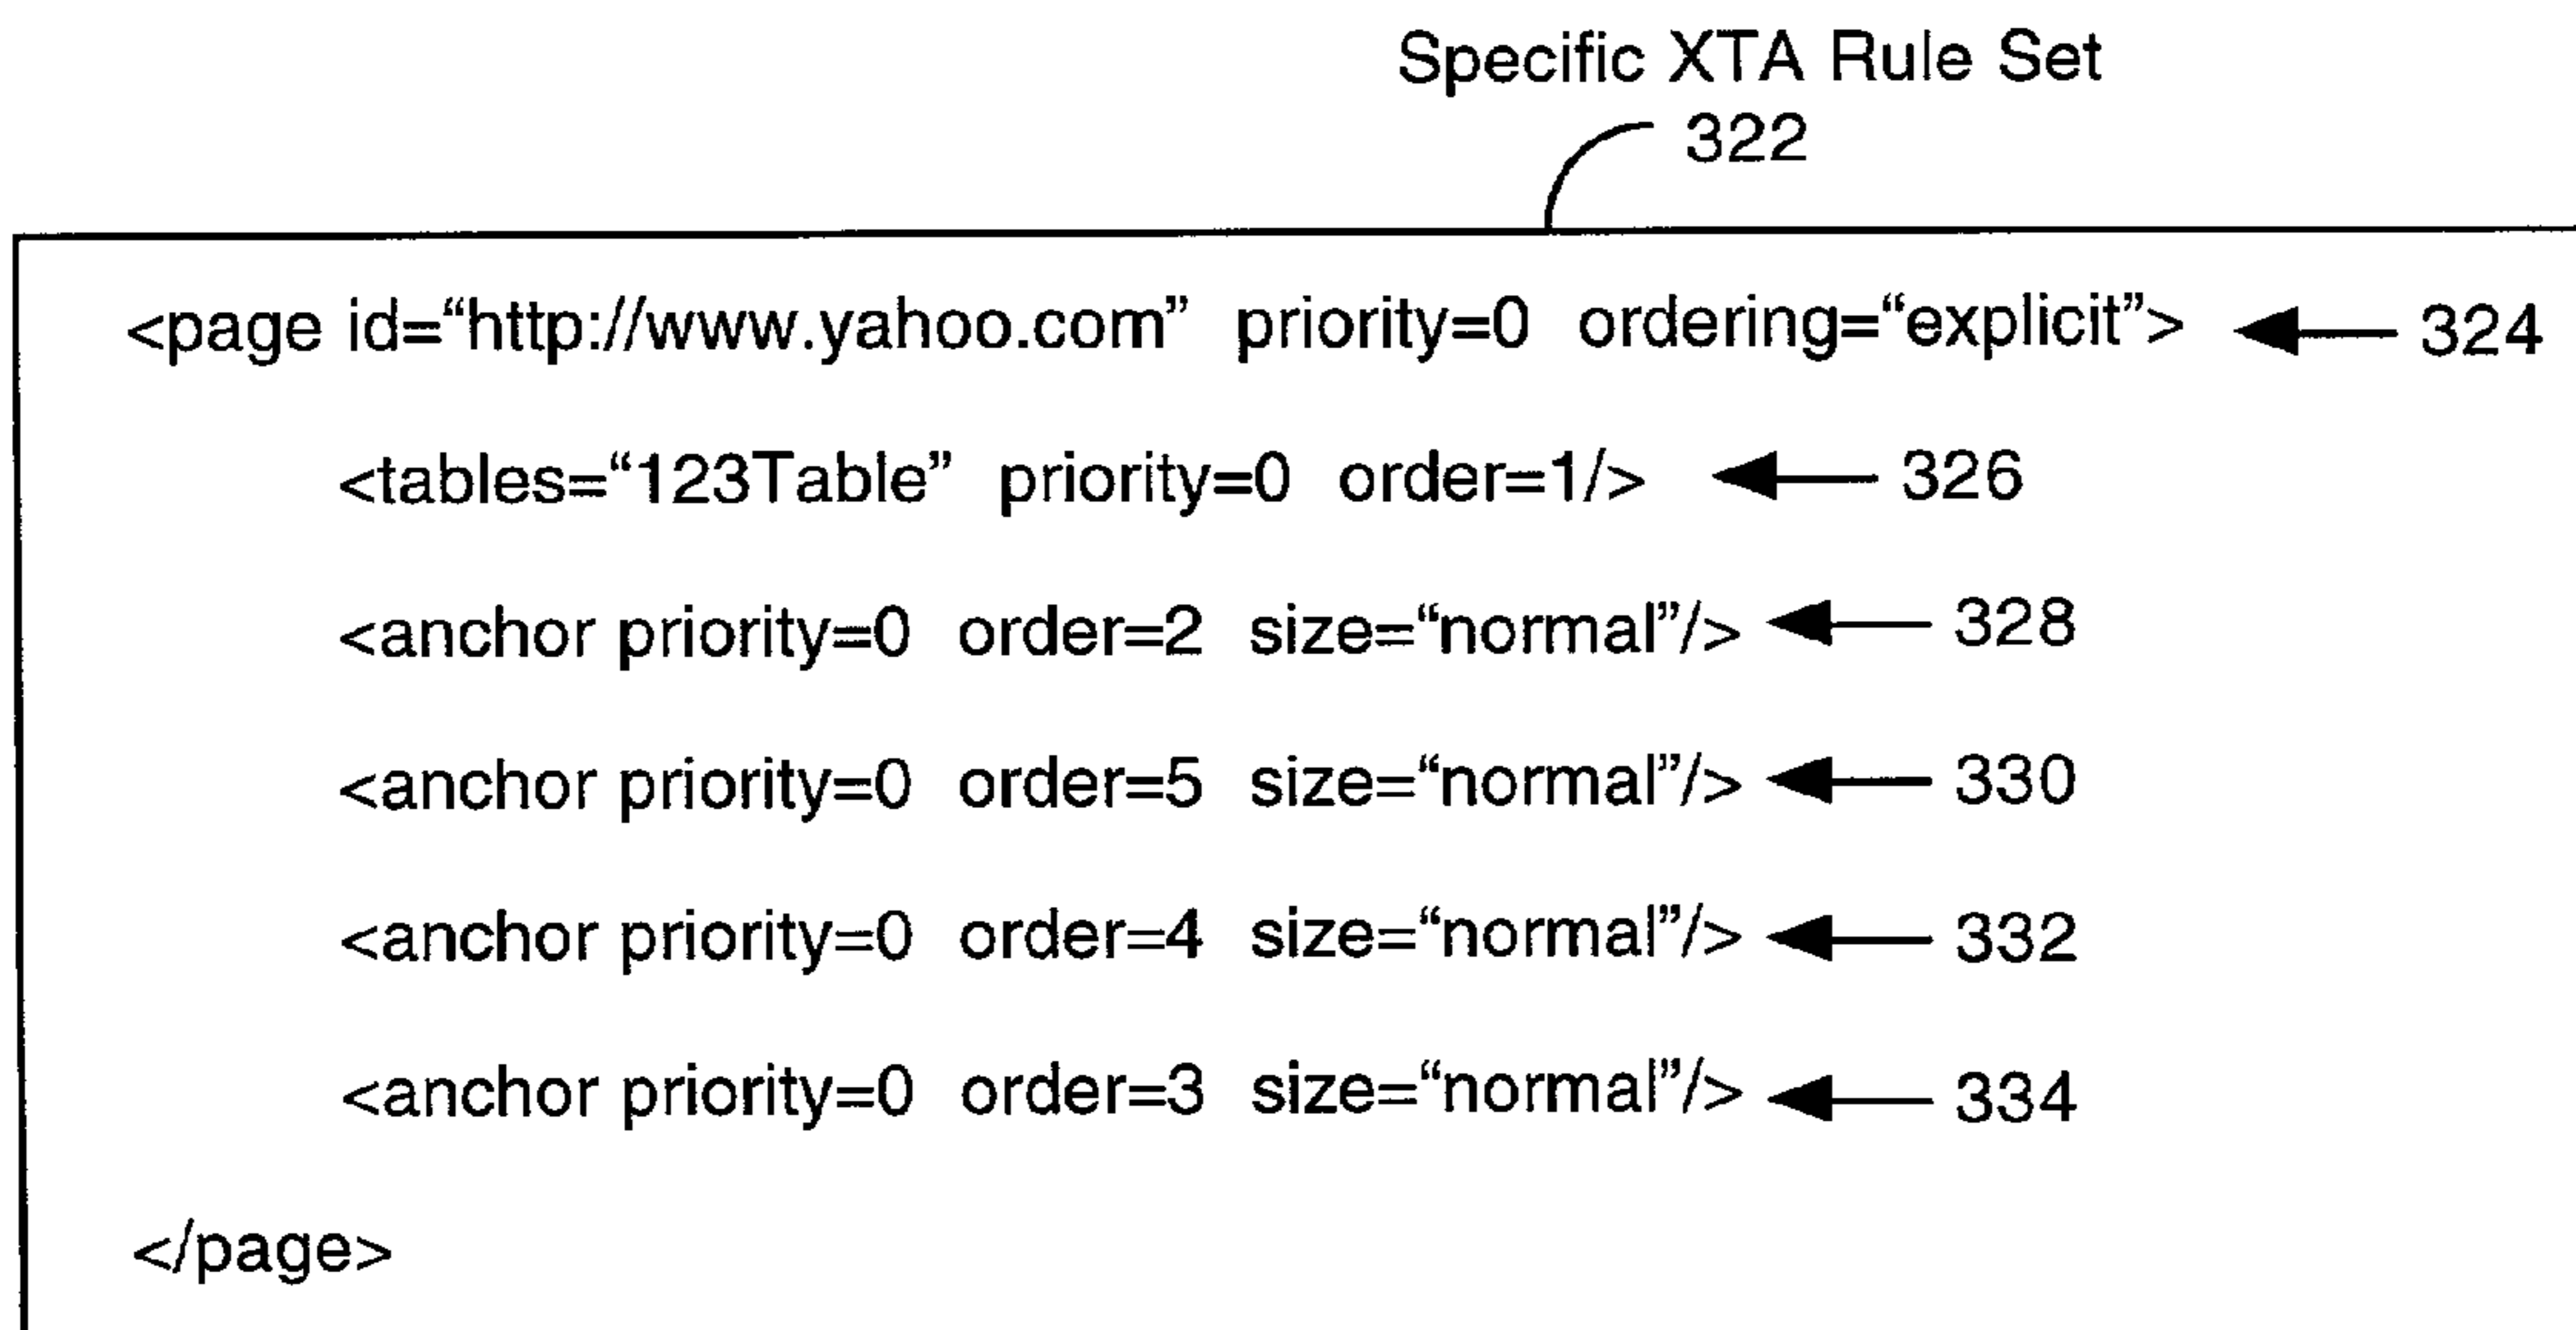 Specific XTA Rule Set
322
<page id=“http://www.yahoo.com” priority=0 ordering=“explicit”> 324
<tables=“123Table” priority=0 order=1/> 326
<anchor priority=0 order=2 size=“normal”/> 328
<anchor priority=0 order=5 size=“normal”/> 330
<anchor priority=0 order=4 size=“normal”/> 332
<anchor priority=0 order=3 size=“normal”/> 334
</page>